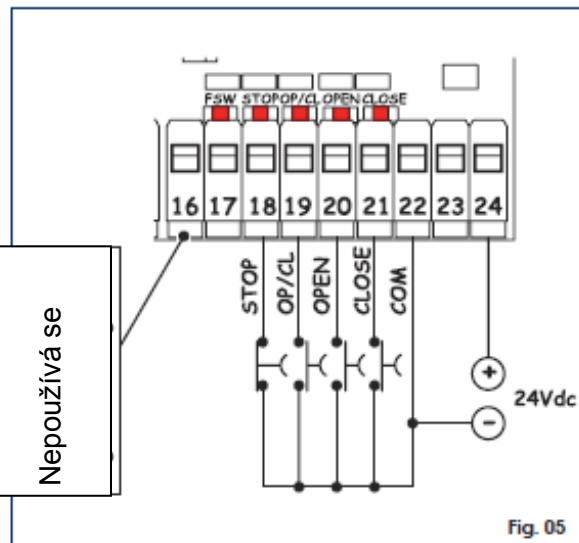 FSW STOP OP/CL OPEN CLOSE
16 17 18 19 20 21 22 23 24
STOP
OP/CL
OPEN
CLOSE
COM
Nepoužívá se
+
24Vdc
-
Fig. 05